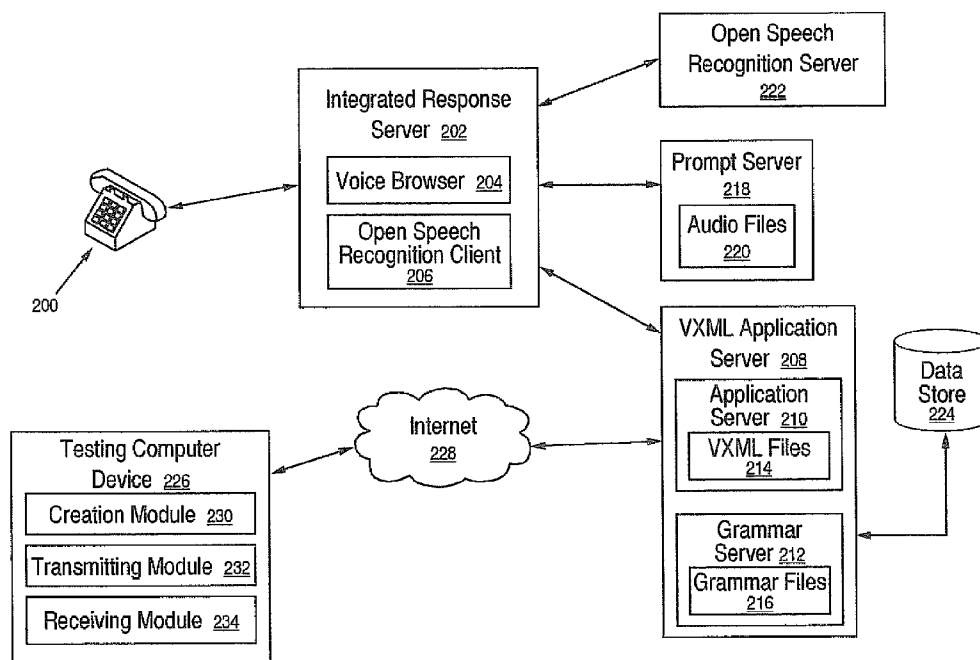 Open Speech
Recognition Server
222
Integrated Response
Server 202
Voice Browser 204
Open Speech
Recognition Client
206
Prompt Server
218
Audio Files
220
200
VXML Application
Server 208
Application
Server 210
VXML Files
214
Grammar
Server 212
Grammar Files
216
Data
Store
224
Internet
228
Testing Computer
Device 226
Creation Module 230
Transmitting Module 232
Receiving Module 234